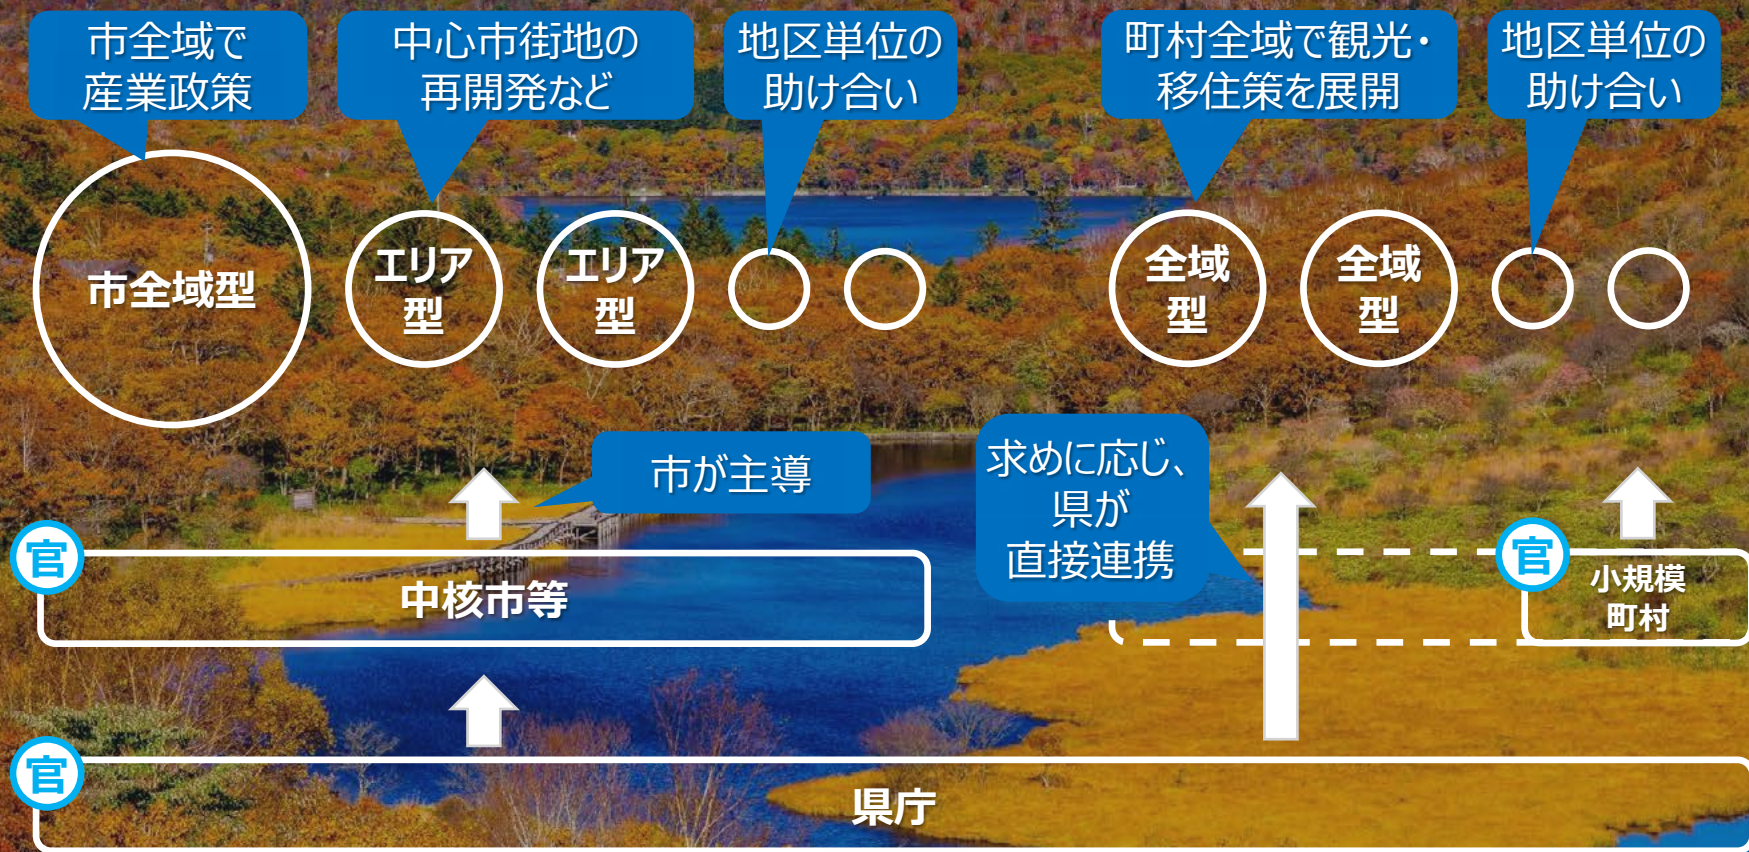 市全域で
産業政策
中心市街地の
再開発など
地区単位の
助け合い
町村全域で観光・
移住策を展開
地区単位の
助け合い
市全域型
エリア
型
エリア
型
全域
型
全域
型
市が主導
求めに応じ、
県が
直接連携
官
中核市等
官
小規模
町村
官
県庁